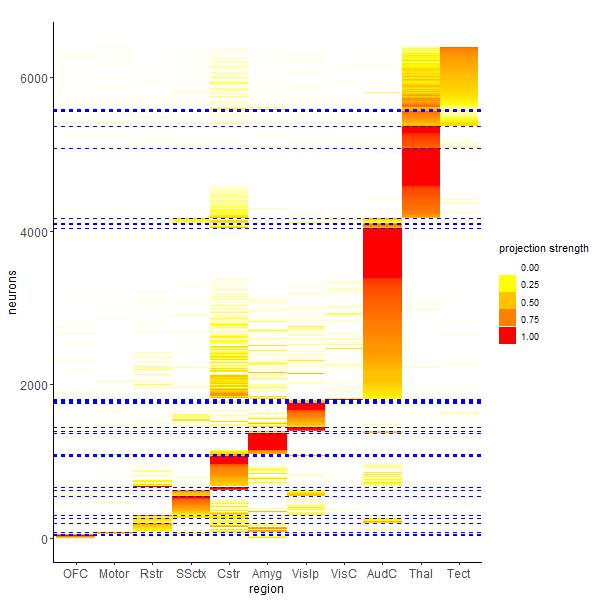 6000
4000
2000
0
neurons
OFC Motor Rstr SSctx Cstr Amyg VisIp VisC AudC Thal Tect
region
projection strength
0.00
0.25
0.50
0.75
1.00